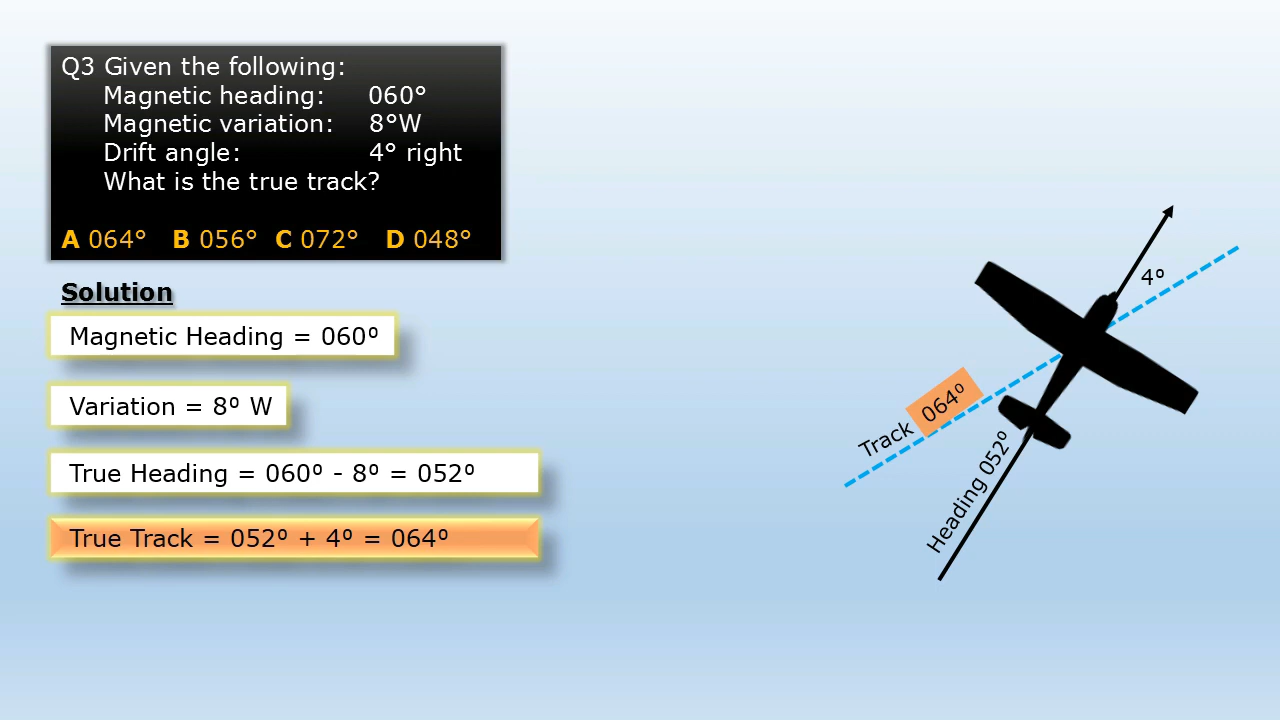 Q3 Given the following:
Magnetic heading: 060°
Magnetic variation: 8°W
Drift angle: 4° right
What is the true track?
A 064° B 056° C 072° D 048°
Solution
Magnetic Heading = 060º
Variation = 8º W
True Heading = 060º - 8º = 052º
True Track = 052º + 4º = 064º
4º
Track 064º
Heading 052º